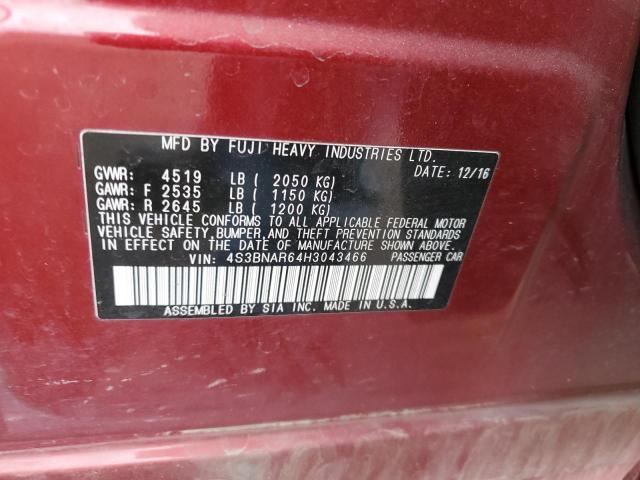 MFD BY FUJI HEAVY INDUSTRIES LTD.
GVWR: 4519 LB ( 2050 KG) DATE: 12/16
GAWR: F 2535 LB ( 1150 KG)
GAWR: R 2645 LB ( 1200 KG)
THIS VEHICLE CONFORMS TO ALL APPLICABLE FEDERAL MOTOR
VEHICLE SAFETY, BUMPER, AND THEFT PREVENTION STANDARDS
IN EFFECT ON THE DATE OF MANUFACTURE SHOWN ABOVE.
VIN: 4S3BNAR64H3043466 PASSENGER CAR
ASSEMBLED BY SIA INC. MADE IN U.S.A.